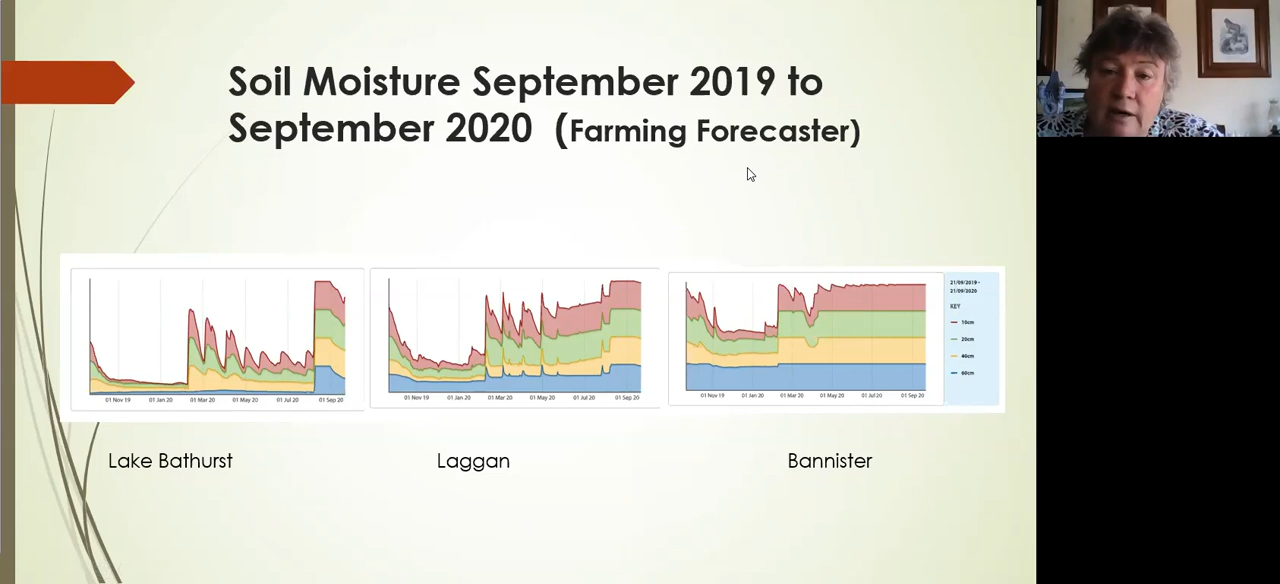 Soil Moisture September 2019 to
September 2020 (Farming Forecaster)
01 Nov 19 01 Jan 20 01 Mar 20 01 May 20 01 Jul 20 01 Sep 20
01 Nov 19 01 Jan 20 01 Mar 20 01 May 20 01 Jul 20 01 Sep 20
01 Nov 19 01 Jan 20 01 Mar 20 01 May 20 01 Jul 20 01 Sep 20
21/09/2019 -
21/09/2020
KEY
10cm
20cm
40cm
60cm
Lake Bathurst
Laggan
Bannister